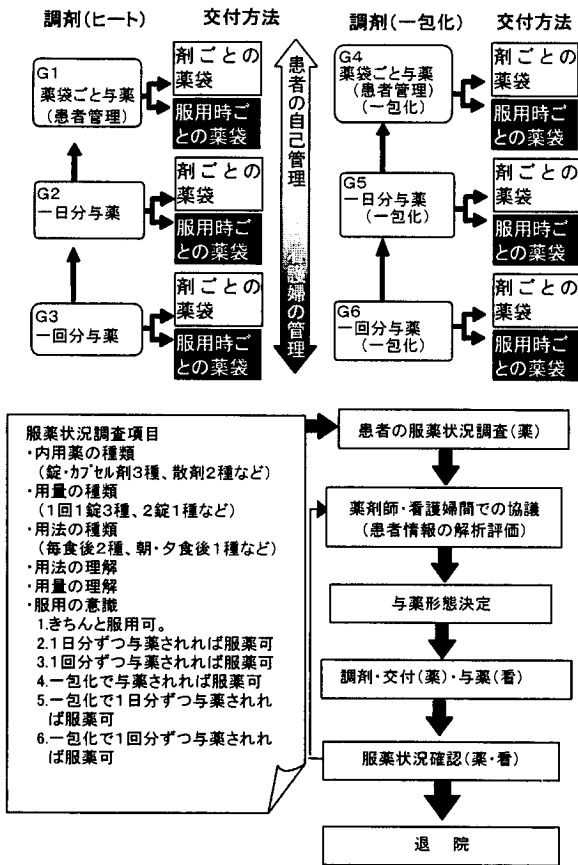 調剤(ヒート)
交付方法
G1
薬袋ごと与薬
(患者管理)
剤ごとの
薬袋
服用時ご
との薬袋
G2
一日分与薬
剤ごとの
薬袋
服用時ご
との薬袋
G3
一回分与薬
剤ごとの
薬袋
服用時ご
との薬袋
患者の自己管理
看護婦の管理
調剤(一包化)
交付方法
G4
薬袋ごと与薬
(患者管理)
(一包化)
剤ごとの
薬袋
服用時ご
との薬袋
G5
一日分与薬
(一包化)
剤ごとの
薬袋
服用時ご
との薬袋
G6
一回分与薬
(一包化)
剤ごとの
薬袋
服用時ご
との薬袋
服薬状況調査項目
・内用薬の種類
(錠・カプセル剤3種、散剤2種など)
・用量の種類
(1回1錠3種、2錠1種など)
・用法の種類
(毎食後2種、朝・夕食後1種など)
・用法の理解
・用量の理解
・服用の意識
1.きちんと服用可。
2.1日分ずつ与薬されれば服薬可
3.1回分ずつ与薬されれば服薬可
4.一包化で与薬されれば服薬可
5.一包化で1日分ずつ与薬されれ
ば服薬可
6.一包化で1回分ずつ与薬されれ
ば服薬可
患者の服薬状況調査(薬)
薬剤師・看護婦間での協議
(患者情報の解析評価)
与薬形態決定
調剤・交付(薬)・与薬(看)
服薬状況確認(薬・看)
退 院